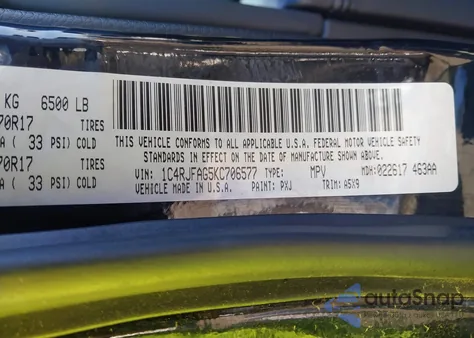 KG 6500 LB
70R17 TIRES
A ( 33 PSI) COLD
70R17 TIRES
A ( 33 PSI) COLD
THIS VEHICLE CONFORMS TO ALL APPLICABLE U.S.A. FEDERAL MOTOR VEHICLE SAFETY
STANDARDS IN EFFECT ON THE DATE OF MANUFACTURE SHOWN ABOVE.
VIN: 1C4RJFAG5KC706577 TYPE: MPV MDH:022617 463AA
VEHICLE MADE IN U.S.A. PAINT: PXJ TRIM: A5X9
autoSnap